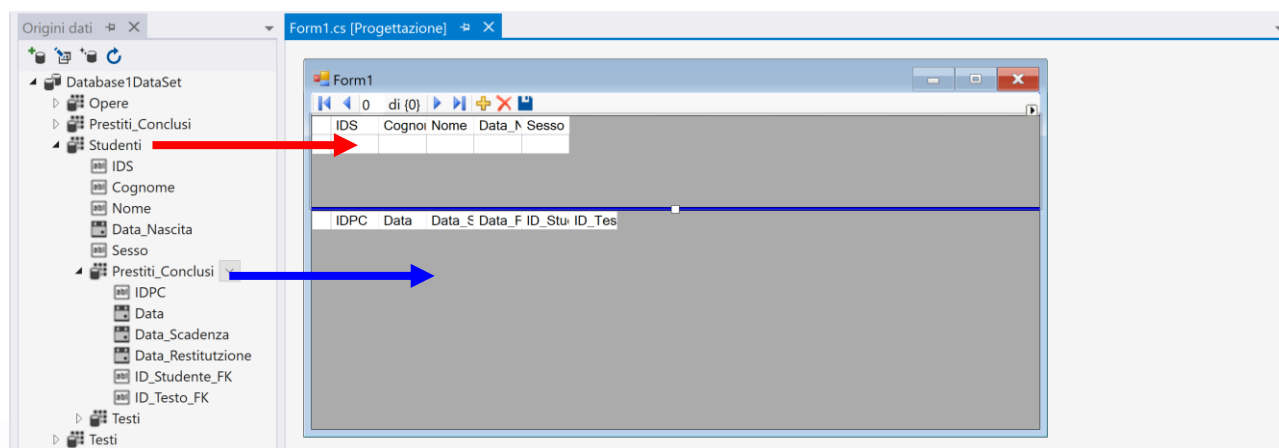 Origini dati
Database1DataSet
Opere
Prestiti_Conclusi
Studenti
IDS
Cognome
Nome
Data_Nascita
Sesso
Prestiti_Conclusi
IDPC
Data
Data_Scadenza
Data_Restitutzione
ID_Studente_FK
ID_Testo_FK
Testi
Testi
Form1.cs [Progettazione]
Form1
0 di {0}
IDS Cogno Nome Data_N Sesso
IDPC Data Data_S Data_F ID_Stu ID_Tes